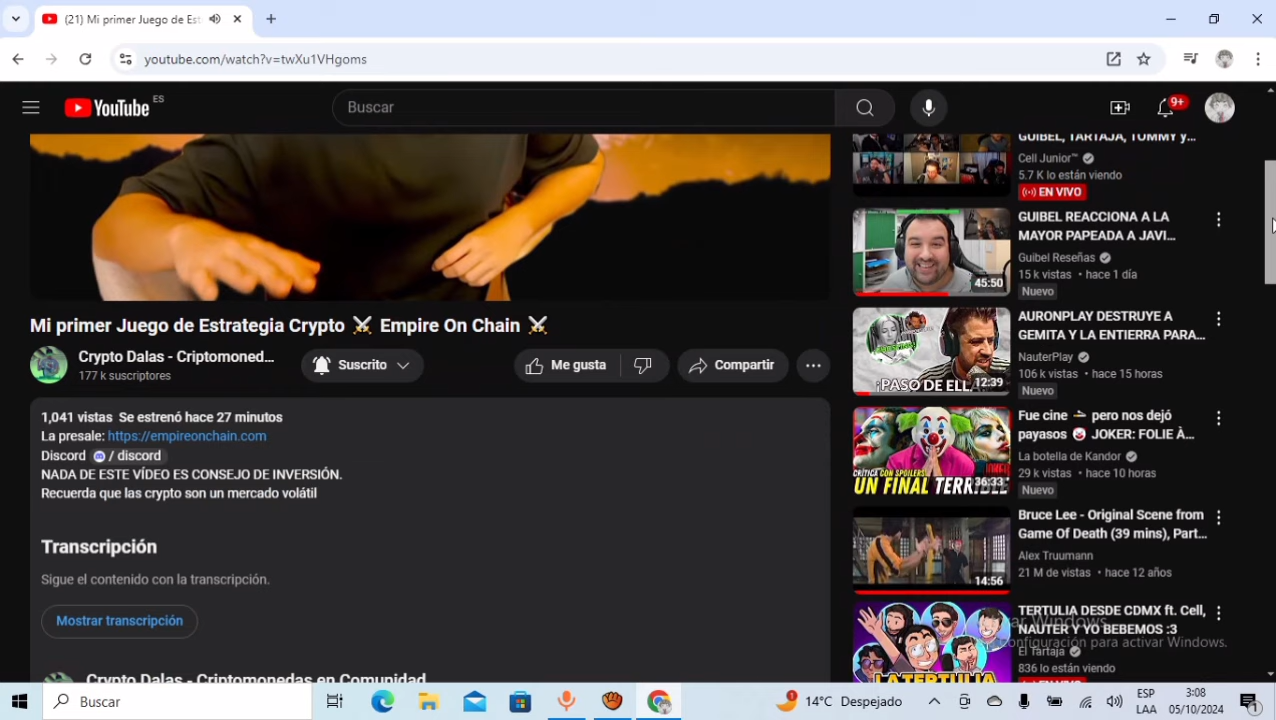 (21) Mi primer Juego de Est
youtube.com/watch?v=twXu1VHgoms
YouTube ES
Buscar
9+
GUIBEL, TARTAJA, TOMMY y...
Cell Junior™
5.7 K lo están viendo
EN VIVO
GUIBEL REACCIONA A LA
MAYOR PAPEADA A JAVI...
Guibel Reseñas
15 k vistas • hace 1 día
Nuevo
45:50
AURONPLAY DESTRUYE A
GEMITA Y LA ENTIERRA PARA...
NauterPlay
106 k vistas • hace 15 horas
Nuevo
¡PASO DE ELLA
12:39
Fue cine 🚬 pero nos dejó
payasos 🤡 JOKER: FOLIE À...
La botella de Kandor
29 k vistas • hace 10 horas
Nuevo
CRÍTICA CON SPOILERS
UN FINAL TERRIBLE
36:33
Bruce Lee - Original Scene from
Game Of Death (39 mins), Part...
Alex Truumann
21 M de vistas • hace 12 años
14:56
TERTULIA DESDE CDMX ft. Cell,
NAUTER Y YO BEBEMOS :3
El Tartaja
836 lo están viendo
EN VIVO
LA TERTULIA
Mi primer Juego de Estrategia Crypto ⚔️ Empire On Chain ⚔️
Crypto Dalas - Criptomoned...
177 k suscriptores
Suscrito
Me gusta
Compartir
1,041 vistas Se estrenó hace 27 minutos
La presale: https://empireonchain.com
Discord / discord
NADA DE ESTE VÍDEO ES CONSEJO DE INVERSIÓN.
Recuerda que las crypto son un mercado volátil
Transcripción
Sigue el contenido con la transcripción.
Mostrar transcripción
Crypto Dalas - Criptomonedas en Comunidad
Windows
configuración para activar Windows.
Buscar
1
14°C Despejado
ESP
LAA
3:08
05/10/2024
1